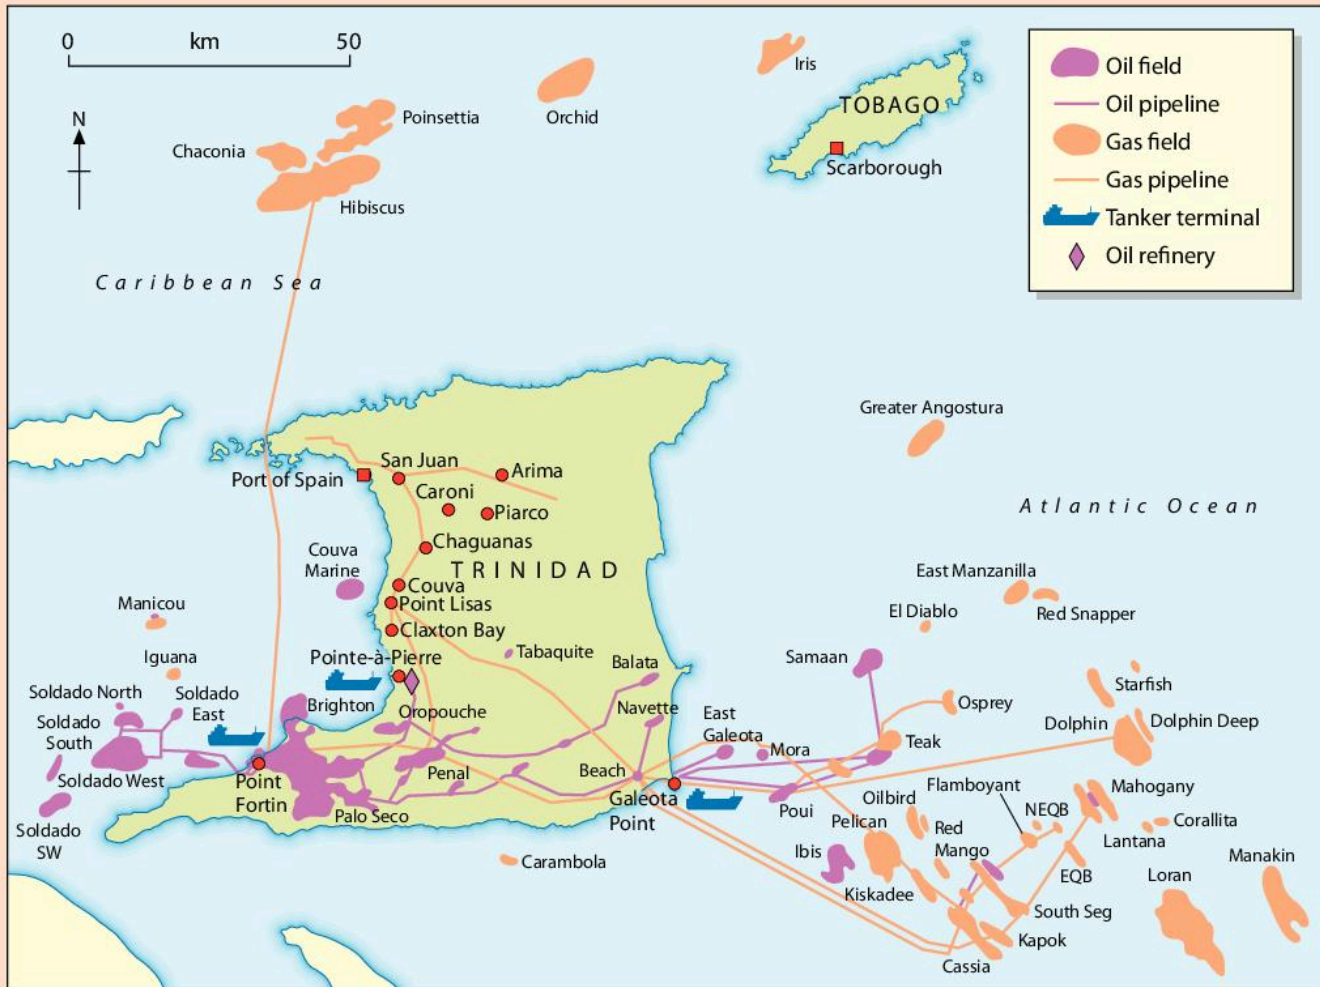 0 km 50
N
Iris
TOBAGO
Scarborough
Orchid
Poinsettia
Chaconia
Hibiscus
Oil field
Oil pipeline
Gas field
Gas pipeline
Tanker terminal
Oil refinery
Caribbean Sea
Greater Angostura
Atlantic Ocean
Port of Spain
San Juan
Arima
Caroni
Piarco
Chaguanas
TRINIDAD
Couva
Marine
Couva
Point Lisas
Claxton Bay
Pointe-à-Pierre
Tabaquite
Balata
Manicou
Iguana
Soldado North
Soldado
East
Soldado
South
Soldado West
Soldado
SW
Brighton
Oropouche
Navette
Point
Fortin
Penal
Palo Seco
Beach
Galeota
Point
Carambola
East
Galeota
Mora
Poui
Samaan
Teak
Osprey
East Manzanilla
Red Snapper
El Diablo
Starfish
Dolphin
Dolphin Deep
Flamboyant
Mahogany
Oilbird
NEQB
Pelican
Red
Mango
Lantana
Corallita
Ibis
Kiskadee
EQB
Loran
Manakin
South Seg
Kapok
Cassia